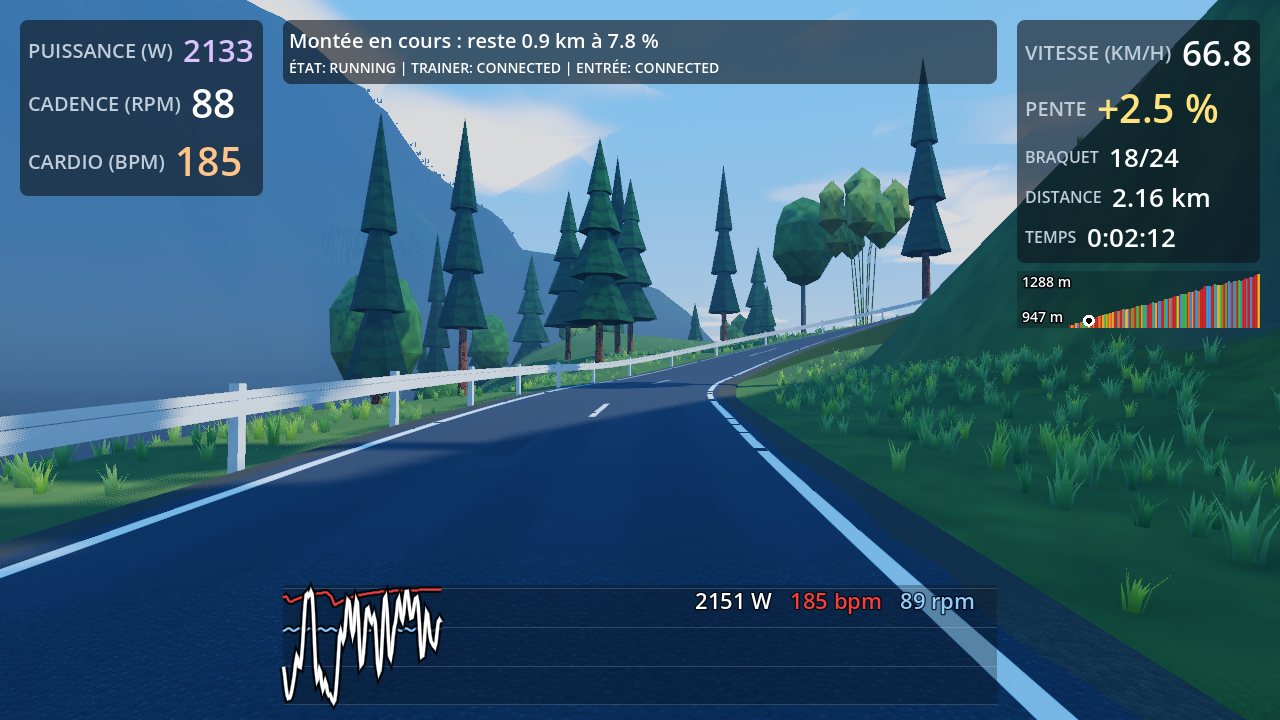 PUISSANCE (W) 2133
CADENCE (RPM) 88
CARDIO (BPM) 185
Montée en cours : reste 0.9 km à 7.8 %
ÉTAT: RUNNING | TRAINER: CONNECTED | ENTRÉE: CONNECTED
VITESSE (KM/H) 66.8
PENTE +2.5 %
BRAQUET 18/24
DISTANCE 2.16 km
TEMPS 0:02:12
1288 m
947 m
2151 W 185 bpm 89 rpm